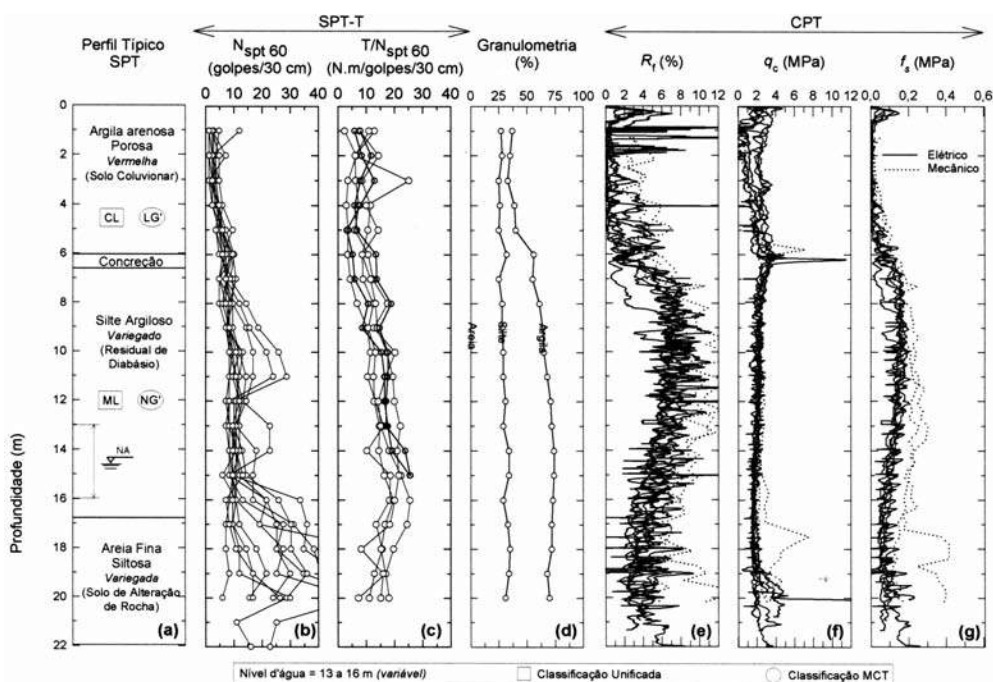 SPT-T
CPT
Perfil Típico
SPT
Nspt 60
(golpes/30 cm)
T/Nspt 60
(N.m/golpes/30 cm)
Granulometria
(%)
Rf (%)
qc (MPa)
fs (MPa)
0 10 20 30 40
0 10 20 30 40 50
0 25 50 75 100
0 2 4 6 8 10 12
0 2 4 6 8 10 12
0,0 0,2 0,4 0,6
Profundidade (m)
0
2
4
6
8
10
12
14
16
18
20
22
Argila arenosa
Porosa
Vermelha
(Solo Coluvionar)
CL LG'
Concreção
Silte Argiloso
Variegado
(Residual de
Diabásio)
ML NG'
NA
Areia Fina
Siltosa
Variegada
(Solo de Alteração
de Rocha)
Areia
Silte
Argila
Elétrico
Mecânico
(a) (b) (c) (d) (e) (f) (g)
Nível d'água = 13 a 16 m (variável) Classificação Unificada Classificação MCT